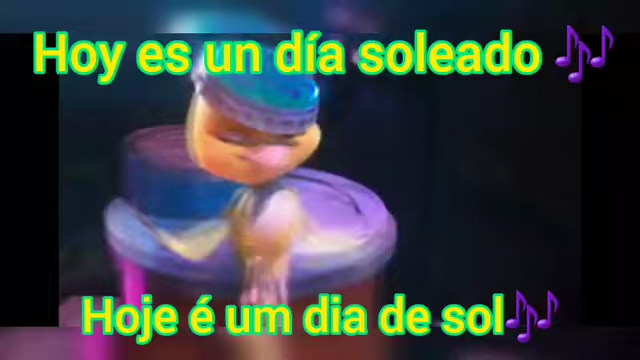 Hoy es un día soleado 🎶
Hoje é um dia de sol🎶